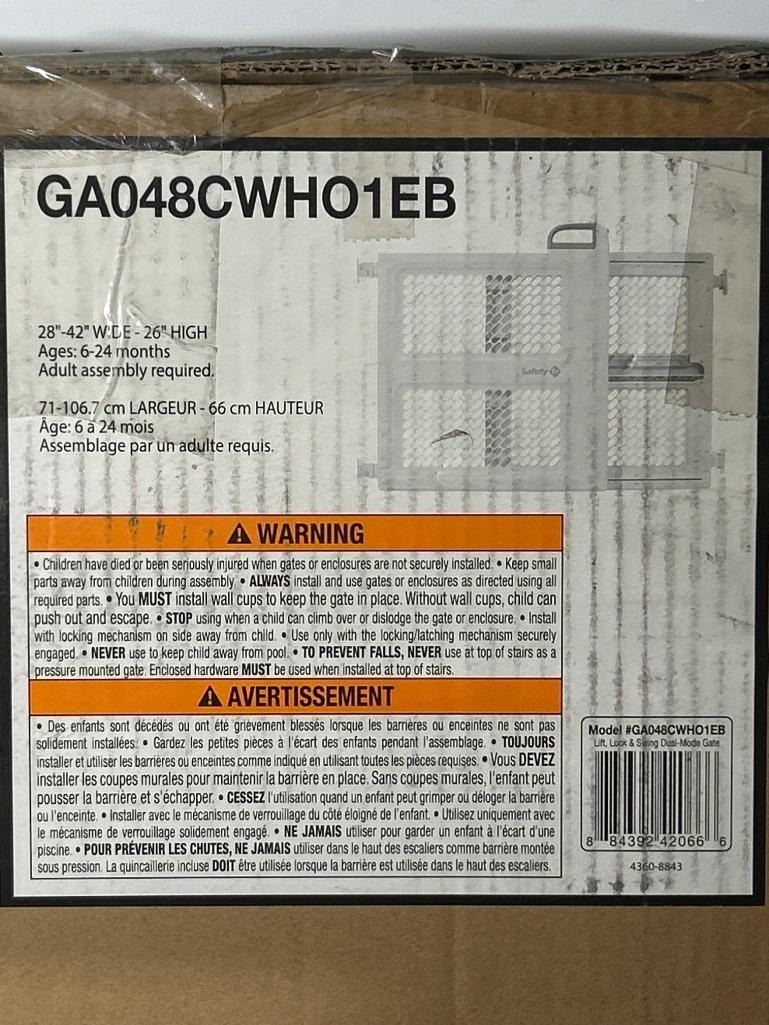 GA048CWHO1EB
28"-42" WIDE - 26" HIGH
Ages: 6-24 months
Adult assembly required.
71-106.7 cm LARGEUR - 66 cm HAUTEUR
Âge: 6 à 24 mois
Assemblage par un adulte requis.
Safety 1st
WARNING
• Children have died or been seriously injured when gates or enclosures are not securely installed. • Keep small
parts away from children during assembly. • ALWAYS install and use gates or enclosures as directed using all
required parts. • You MUST install wall cups to keep the gate in place. Without wall cups, child can
push out and escape. • STOP using when a child can climb over or dislodge the gate or enclosure. • Install
with locking mechanism on side away from child. • Use only with the locking/latching mechanism securely
engaged. • NEVER use to keep child away from pool. • TO PREVENT FALLS, NEVER use at top of stairs as a
pressure mounted gate. Enclosed hardware MUST be used when installed at top of stairs.
AVERTISSEMENT
• Des enfants sont décédés ou ont été grièvement blessés lorsque les barrières ou enceintes ne sont pas
solidement installées. • Gardez les petites pièces à l'écart des enfants pendant l'assemblage. • TOUJOURS
installer et utiliser les barrières ou enceintes comme indiqué en utilisant toutes les pièces requises. • Vous DEVEZ
installer les coupes murales pour maintenir la barrière en place. Sans coupes murales, l'enfant peut
pousser la barrière et s'échapper. • CESSEZ l'utilisation quand un enfant peut grimper ou déloger la barrière
ou l'enceinte. • Installer avec le mécanisme de verrouillage du côté éloigné de l'enfant. • Utilisez uniquement avec
le mécanisme de verrouillage solidement engagé. • NE JAMAIS utiliser pour garder un enfant à l'écart d'une
piscine. • POUR PRÉVENIR LES CHUTES, NE JAMAIS utiliser dans le haut des escaliers comme barrière montée
sous pression. La quincaillerie incluse DOIT être utilisée lorsque la barrière est utilisée dans le haut des escaliers.
Model #GA048CWHO1EB
Lift, Lock & Swing Dual-Mode Gate
8 84392 42066 6
4360-8843